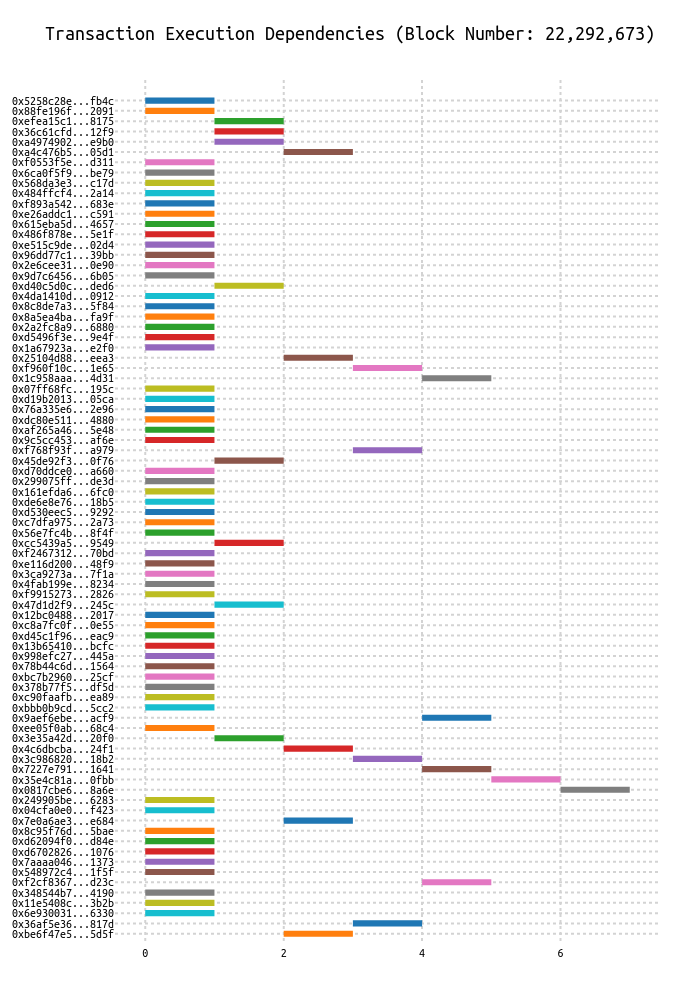 Transaction Execution Dependencies (Block Number: 22,292,673)
0x5258c28e...fb4c
0x88fe196f...2091
0xefea15c1...8175
0x36c61cfd...12f9
0xa4974902...e9b0
0xa4c476b5...05d1
0xf0553f5e...d311
0x6ca0f5f9...be79
0x568da3e3...c17d
0x484ffcf4...2a14
0xf893a542...683e
0xe26addc1...c591
0x615eba5d...4657
0x486f878e...5e1f
0xe515c9de...02d4
0x96dd77c1...39bb
0x2e6cee31...0e90
0x9d7c6456...6b05
0xd40c5d0c...ded6
0x4da1410d...0912
0x8c8de7a3...5f84
0x8a5ea4ba...fa9f
0x2a2fc8a9...6880
0xd5496f3e...9e4f
0x1a67923a...e2f0
0x25104d88...eea3
0xf960f10c...1e65
0x1c958aaa...4d31
0x07ff68fc...195c
0xd19b2013...05ca
0x76a335e6...2e96
0xdc80e511...4880
0xaf265a46...5e48
0x9c5cc453...af6e
0xf768f93f...a979
0x45de92f3...0f76
0xd70ddce0...a660
0x299075ff...de3d
0x161efda6...6fc0
0xde6e8e76...18b5
0xd530eec5...9292
0xc7dfa975...2a73
0x56e7fc4b...8f4f
0xcc5439a5...9549
0xf2467312...70bd
0xe116d200...48f9
0x3ca9273a...7f1a
0x4fab199e...8234
0xf9915273...2826
0x47d1d2f9...245c
0x12bc0488...2017
0xc8a7fc0f...0e55
0xd45c1f96...eac9
0x13b65410...bcfc
0x998efc27...445a
0x78b44c6d...1564
0xbc7b2960...25cf
0x378b77f5...df5d
0xc90faafb...ea89
0xbbb0b9cd...5cc2
0x9aef6ebe...acf9
0xee05f0ab...68c4
0x3e35a42d...20f0
0x4c6dbcba...24f1
0x3c986820...18b2
0x7227e791...1641
0x35e4c81a...0fbb
0x0817cbe6...8a6e
0x249905be...6283
0x04cfa0e0...f423
0x7e0a6ae3...e684
0x8c95f76d...5bae
0xd62094f0...d84e
0xd6702826...1076
0x7aaaa046...1373
0x548972c4...1f5f
0xf2cf8367...d23c
0x348544b7...4190
0x11e5408c...3b2b
0x6e930031...6330
0x36af5e36...817d
0xbe6f47e5...5d5f
0 2 4 6